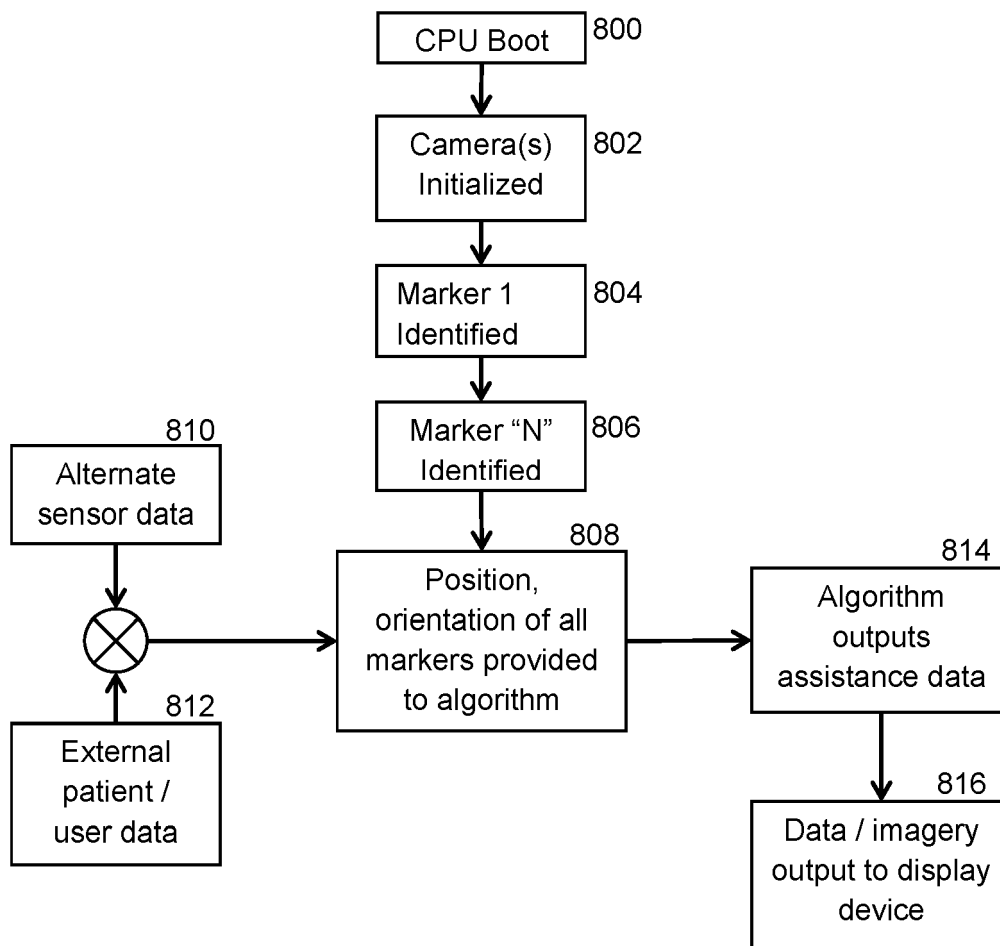 CPU Boot
800
Camera(s)
Initialized
802
Marker 1
Identified
804
Marker “N”
Identified
806
810
Alternate
sensor data
812
External
patient /
user data
808
Position,
orientation of all
markers provided
to algorithm
814
Algorithm
outputs
assistance data
816
Data / imagery
output to display
device